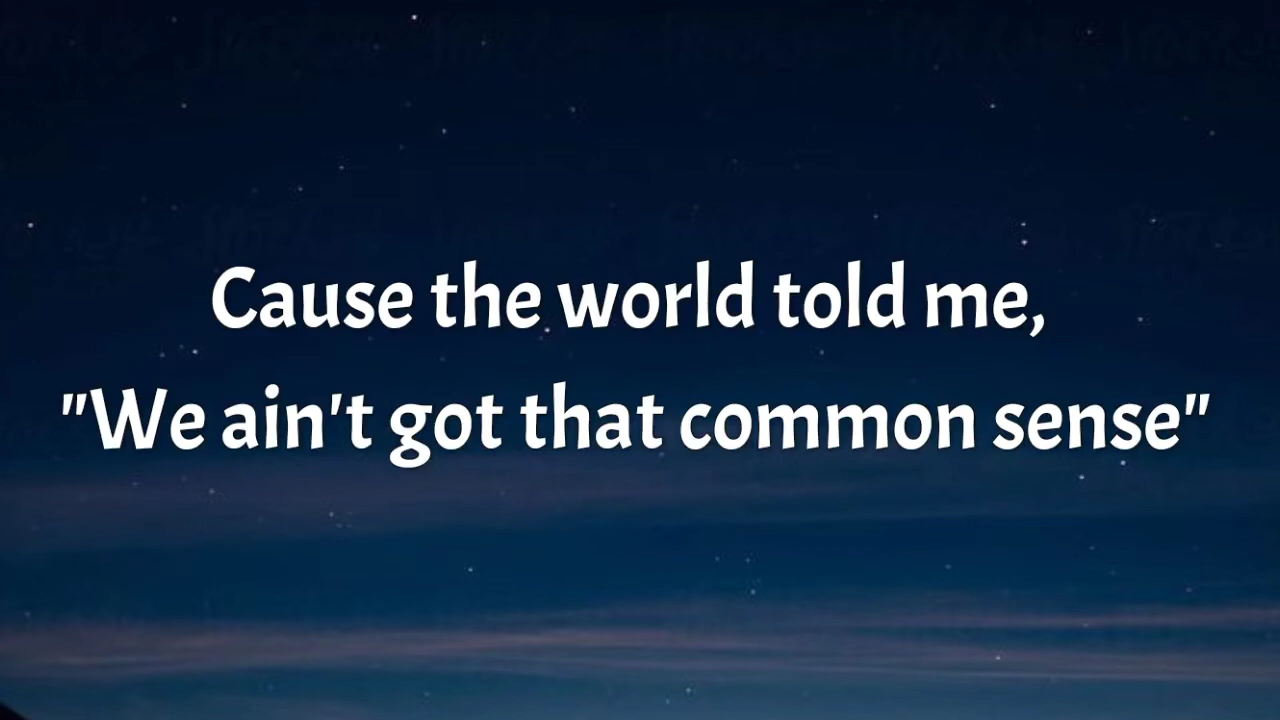 Cause the world told me,
"We ain't got that common sense"